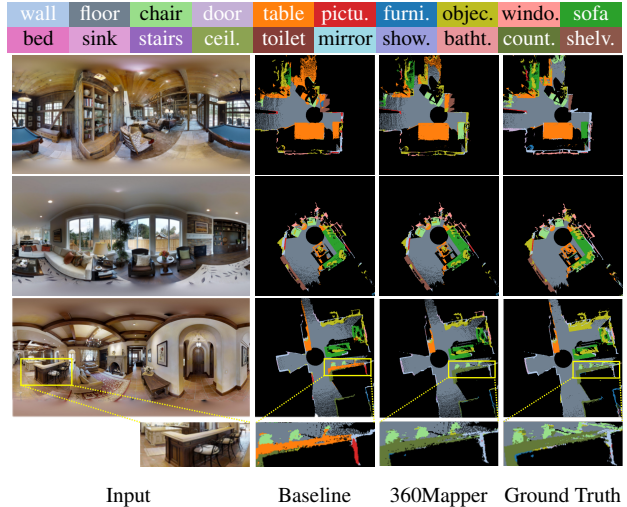 wall floor chair door table pictu. furni. objec. windo. sofa
bed sink stairs ceil. toilet mirror show. batht. count. shelv.
Input Baseline 360Mapper Ground Truth